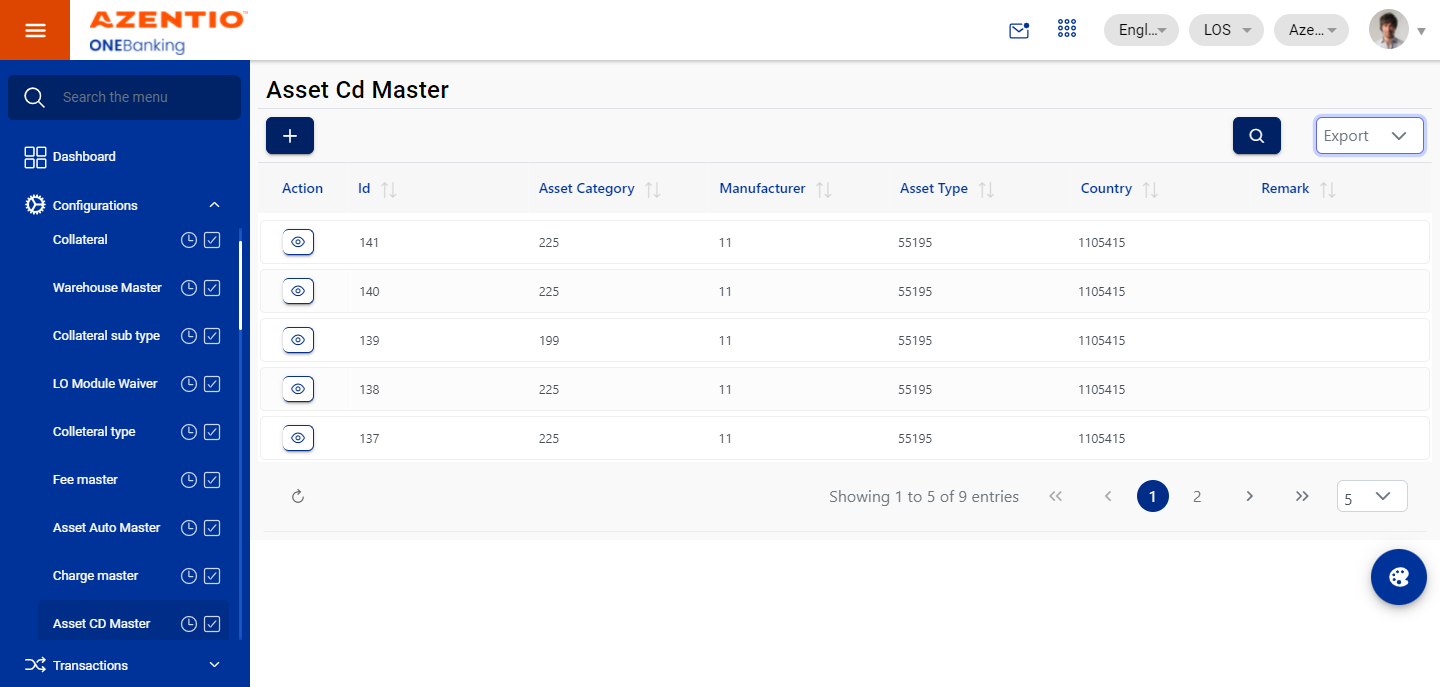 AZENTIO™
ONEBanking
Engl...
LOS
Aze...
Search the menu
Dashboard
Configurations
Collateral
Warehouse Master
Collateral sub type
LO Module Waiver
Colleteral type
Fee master
Asset Auto Master
Charge master
Asset CD Master
Transactions
Asset Cd Master
+
Export
Action Id Asset Category Manufacturer Asset Type Country Remark
141 225 11 55195 1105415
140 225 11 55195 1105415
139 199 11 55195 1105415
138 225 11 55195 1105415
137 225 11 55195 1105415
Showing 1 to 5 of 9 entries 1 2 5